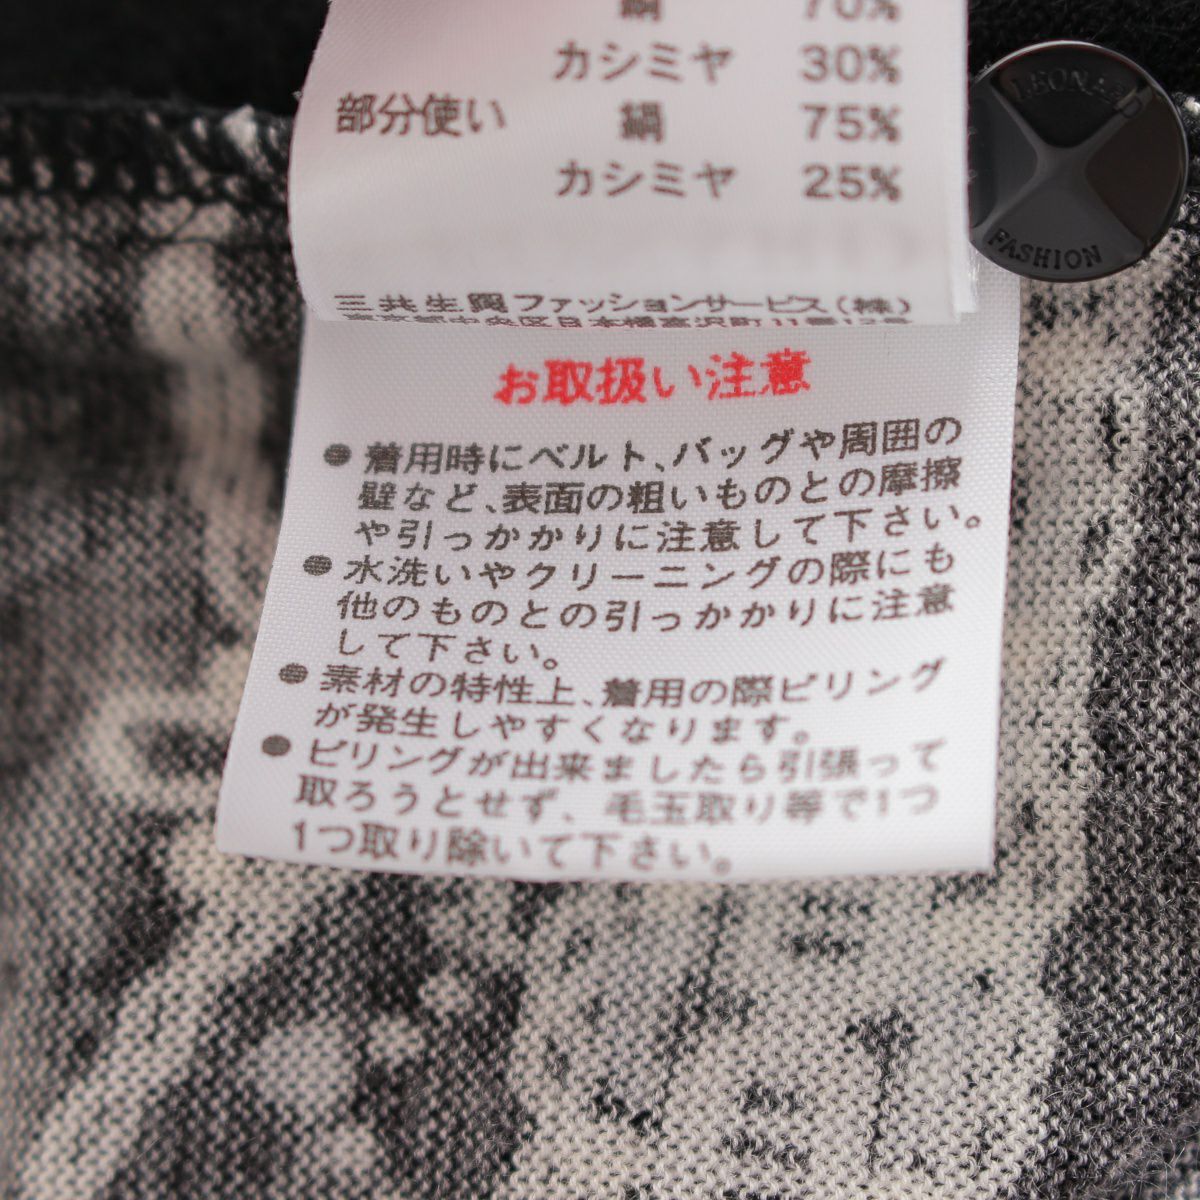 絹 70%
カシミヤ 30%
部分使い 絹 75%
カシミヤ 25%
三共生興ファッションサービス(株)
LEONARD
FASHION
お取扱い注意
● 着用時にベルト、バッグや周囲の
壁など、表面の粗いものとの摩擦
や引っかかりに注意して下さい。
● 水洗いやクリーニングの際にも
他のものとの引っかかりに注意
して下さい。
● 素材の特性上、着用の際ピリング
が発生しやすくなります。
● ピリングが出来ましたら引張って
取ろうとせず、毛玉取り等で1つ
1つ取り除いて下さい。